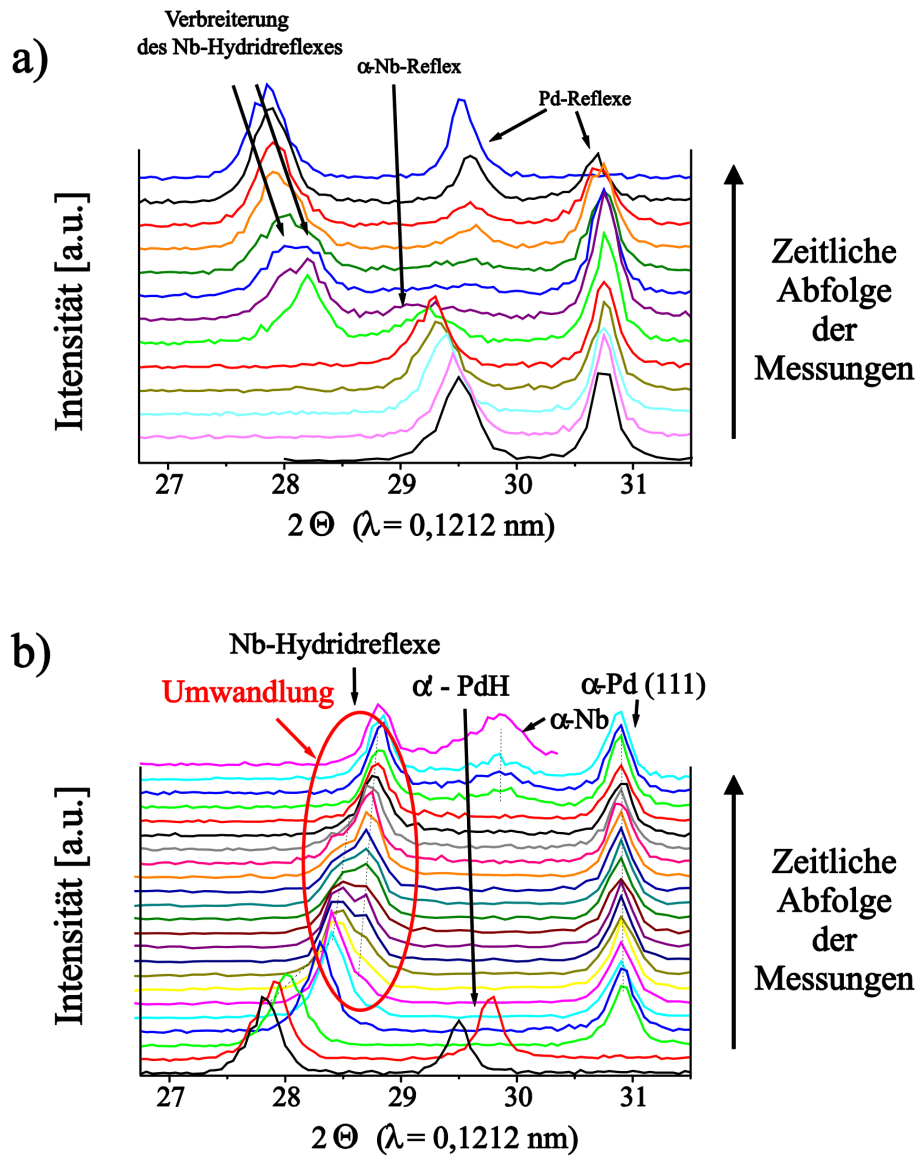 Verbreiterung
des Nb-Hydridreflexes
a)
α-Nb-Reflex
Pd-Reflexe
Intensität [a.u.]
Zeitliche
Abfolge
der
Messungen
27 28 29 30 31
2 Θ (λ = 0,1212 nm)
b)
Nb-Hydridreflexe
Umwandlung
α' - PdH
α-Pd (111)
α-Nb
Intensität [a.u.]
Zeitliche
Abfolge
der
Messungen
27 28 29 30 31
2 Θ (λ = 0,1212 nm)